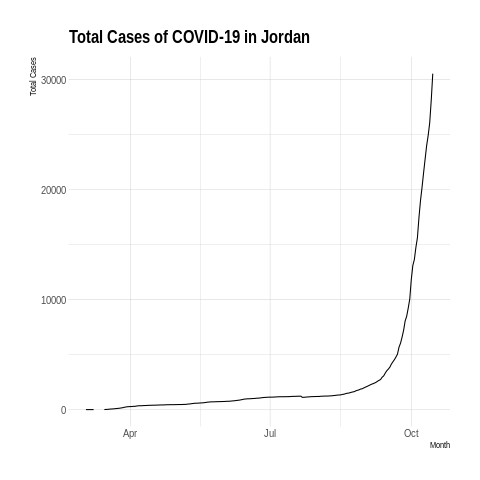 Total Cases of COVID-19 in Jordan
Total Cases
30000
20000
10000
0
Apr
Jul
Oct
Month